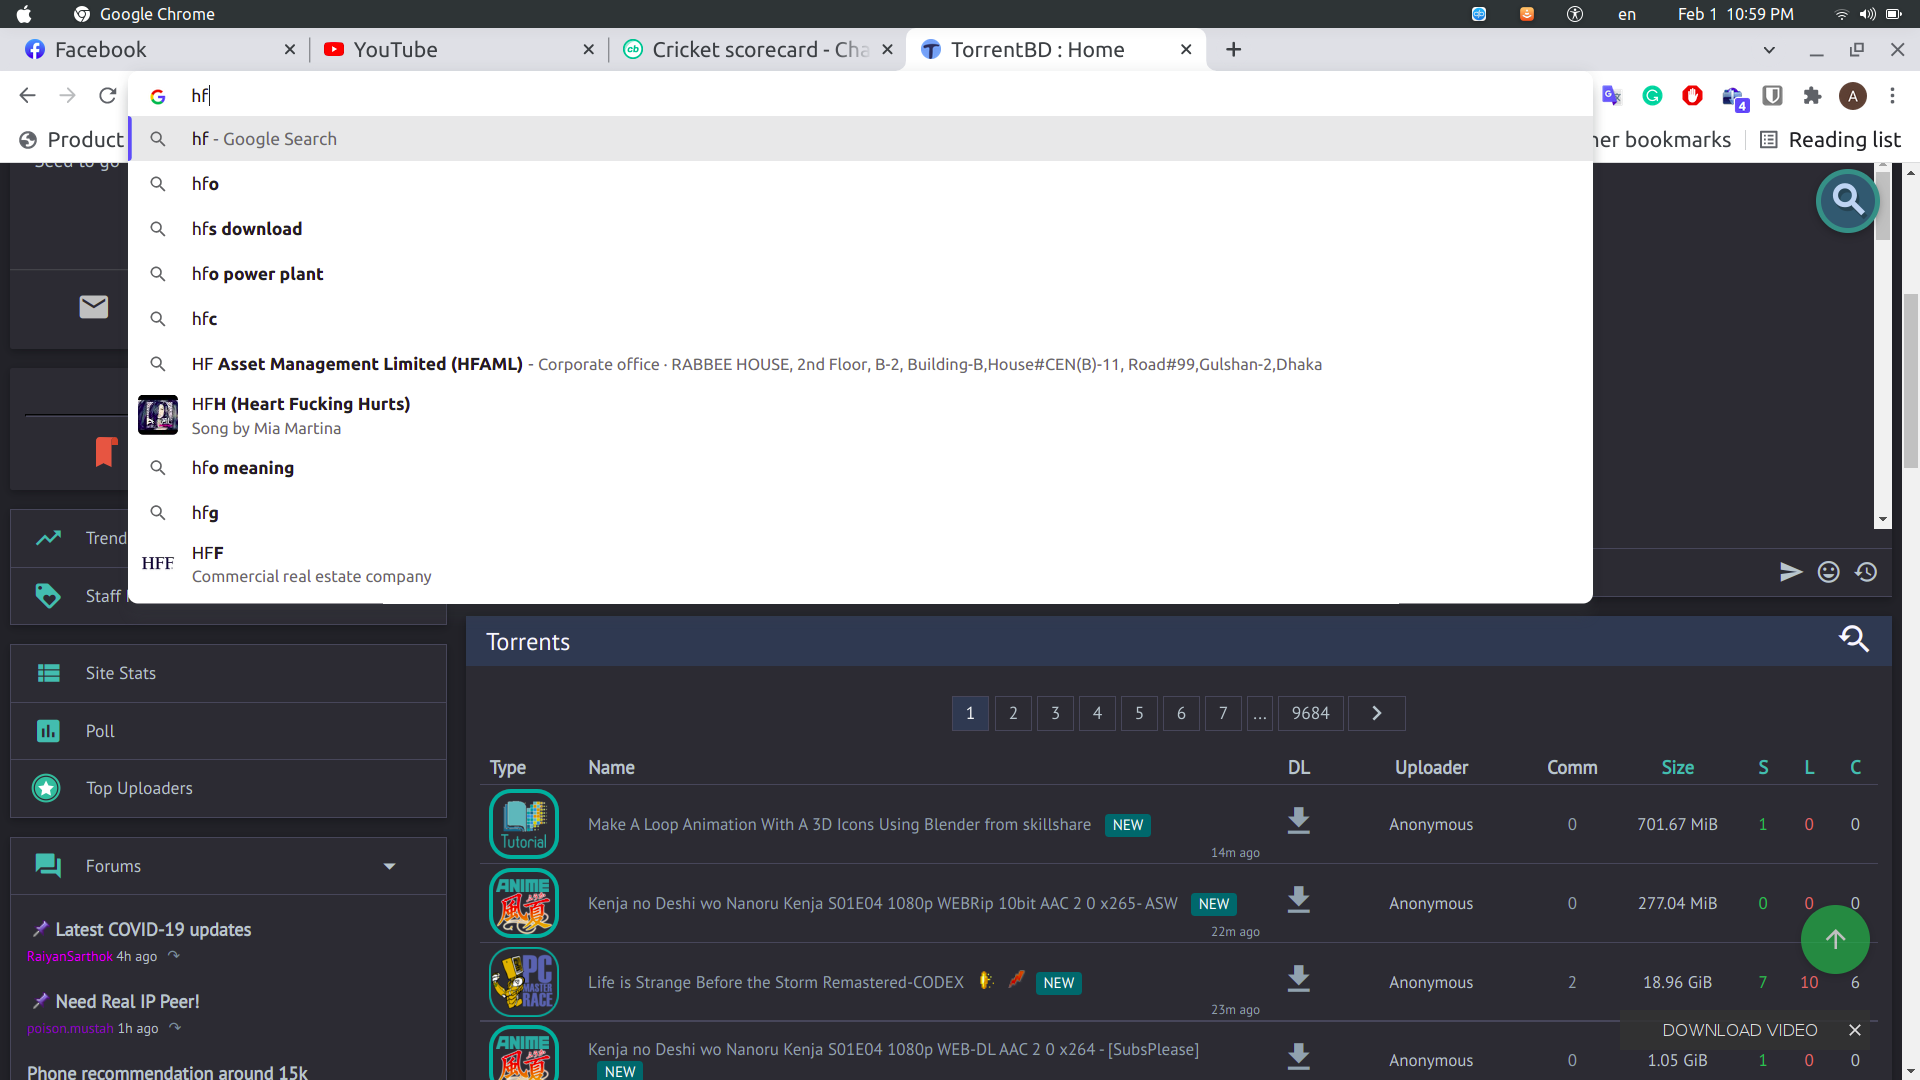 Google Chrome
en
Feb 1 10:59 PM
Facebook
YouTube
Cricket scorecard - Cha
TorrentBD : Home
hf
A
4
Product
her bookmarks
Reading list
hf - Google Search
hfo
hfs download
hfo power plant
hfc
HF Asset Management Limited (HFAML) - Corporate office · RABBEE HOUSE, 2nd Floor, B-2, Building-B,House#CEN(B)-11, Road#99,Gulshan-2,Dhaka
HFH (Heart Fucking Hurts)
Song by Mia Martina
hfo meaning
hfg
HFF
HFF
Commercial real estate company
Seed to go
Trend
Staff
Site Stats
Poll
Top Uploaders
Forums
Latest COVID-19 updates
RaiyanSarthok 4h ago
Need Real IP Peer!
poison.mustah 1h ago
Phone recommendation around 15k
Torrents
1 2 3 4 5 6 7 ... 9684
Type Name DL Uploader Comm Size S L C
Tutorial
Make A Loop Animation With A 3D Icons Using Blender from skillshare NEW
14m ago
Anonymous 0 701.67 MiB 1 0 0
ANIME
Kenja no Deshi wo Nanoru Kenja S01E04 1080p WEBRip 10bit AAC 2 0 x265- ASW NEW
22m ago
Anonymous 0 277.04 MiB 0 0 0
PC MASTER RACE
Life is Strange Before the Storm Remastered-CODEX NEW
23m ago
Anonymous 2 18.96 GiB 7 10 6
ANIME
Kenja no Deshi wo Nanoru Kenja S01E04 1080p WEB-DL AAC 2 0 x264 - [SubsPlease]
NEW
Anonymous 0 1.05 GiB 1 0 0
DOWNLOAD VIDEO